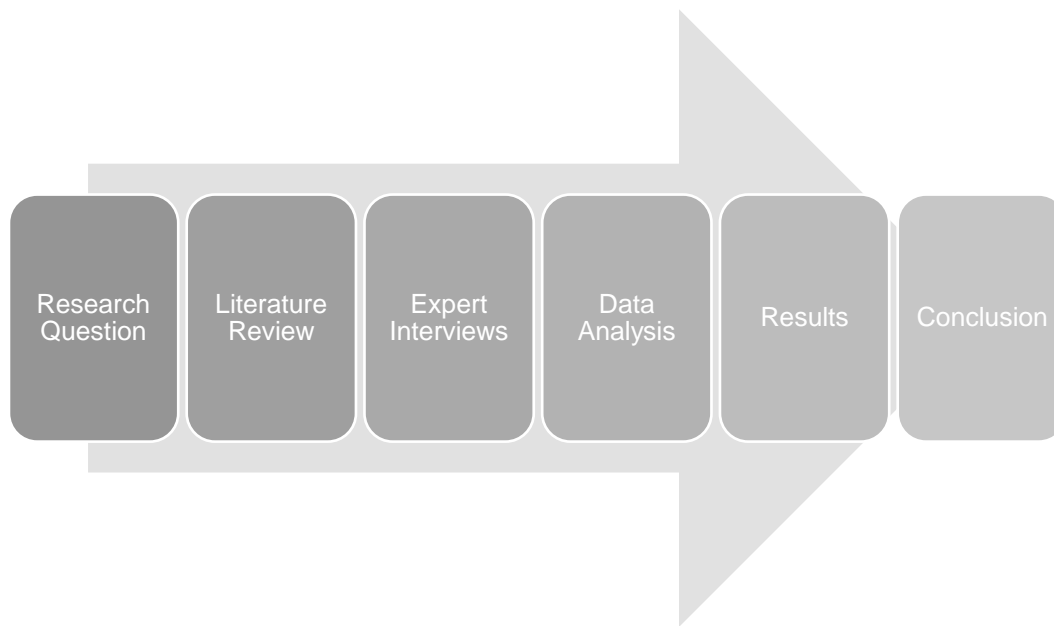 Research
Question
Literature
Review
Expert
Interviews
Data
Analysis
Results
Conclusion